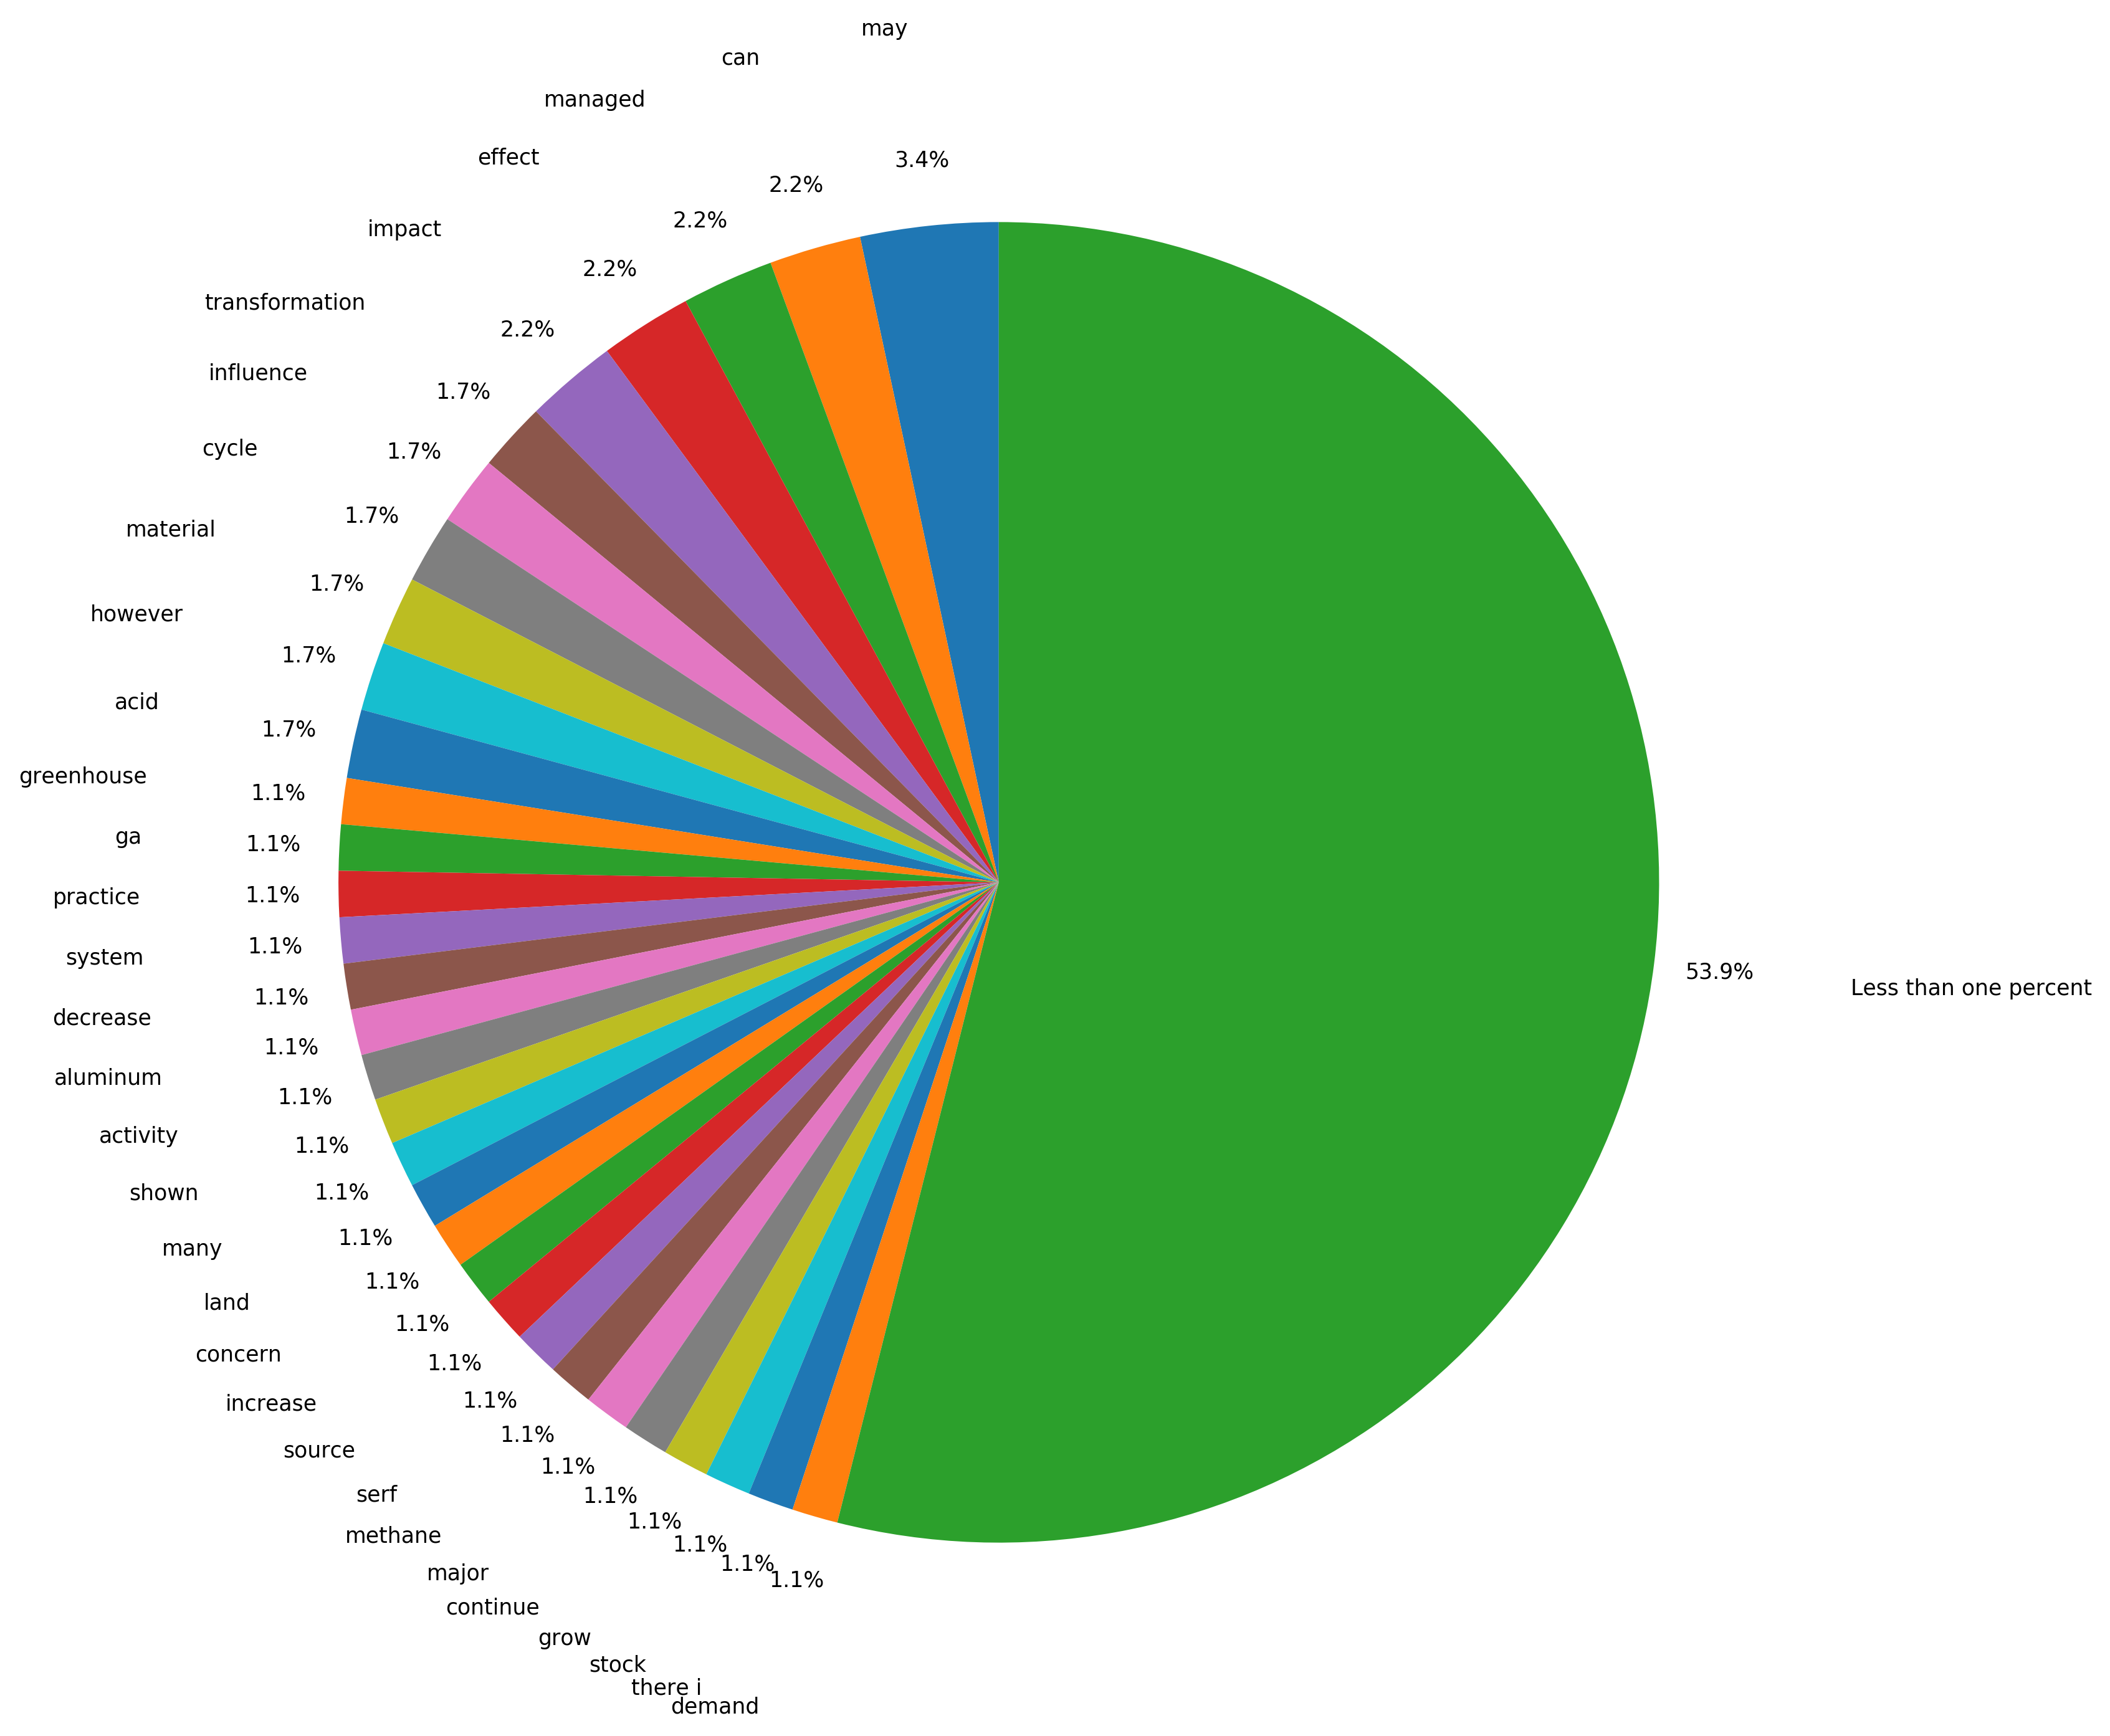 may
3.4%
can
2.2%
managed
2.2%
effect
2.2%
impact
2.2%
transformation
1.7%
influence
1.7%
cycle
1.7%
material
1.7%
however
1.7%
acid
1.7%
greenhouse
1.1%
ga
1.1%
practice
1.1%
system
1.1%
decrease
1.1%
aluminum
1.1%
activity
1.1%
shown
1.1%
many
1.1%
land
1.1%
concern
1.1%
increase
1.1%
source
1.1%
serf
1.1%
methane
1.1%
major
1.1%
continue
1.1%
grow
1.1%
stock
1.1%
there i
1.1%
demand
1.1%
Less than one percent
53.9%